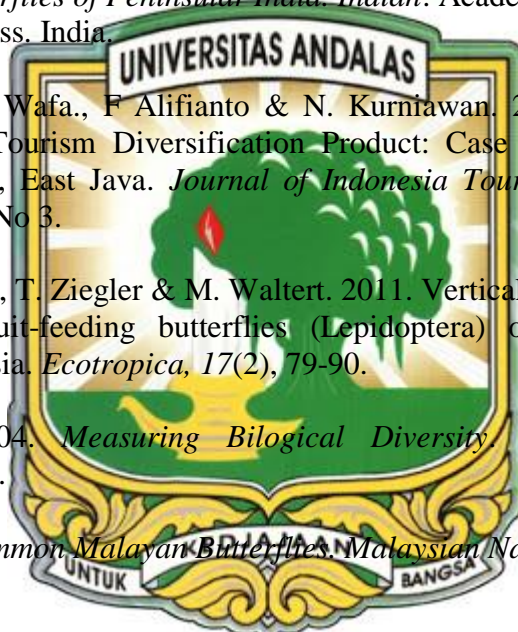 erflies of Peninsular India. Indian: Acade
ss. India.
UNIVERSITAS ANDALAS
Wafa., F Alifianto & N. Kurniawan. 2
Tourism Diversification Product: Case
, East Java. Journal of Indonesia Tour
No 3.
, T. Ziegler & M. Waltert. 2011. Vertical
uit-feeding butterflies (Lepidoptera) o
sia. Ecotropica, 17(2), 79-90.
04. Measuring Bilogical Diversity.
.
mmon Malayan Butterflies. Malaysian Na
UNTUK KEDJAJAAN BANGSA